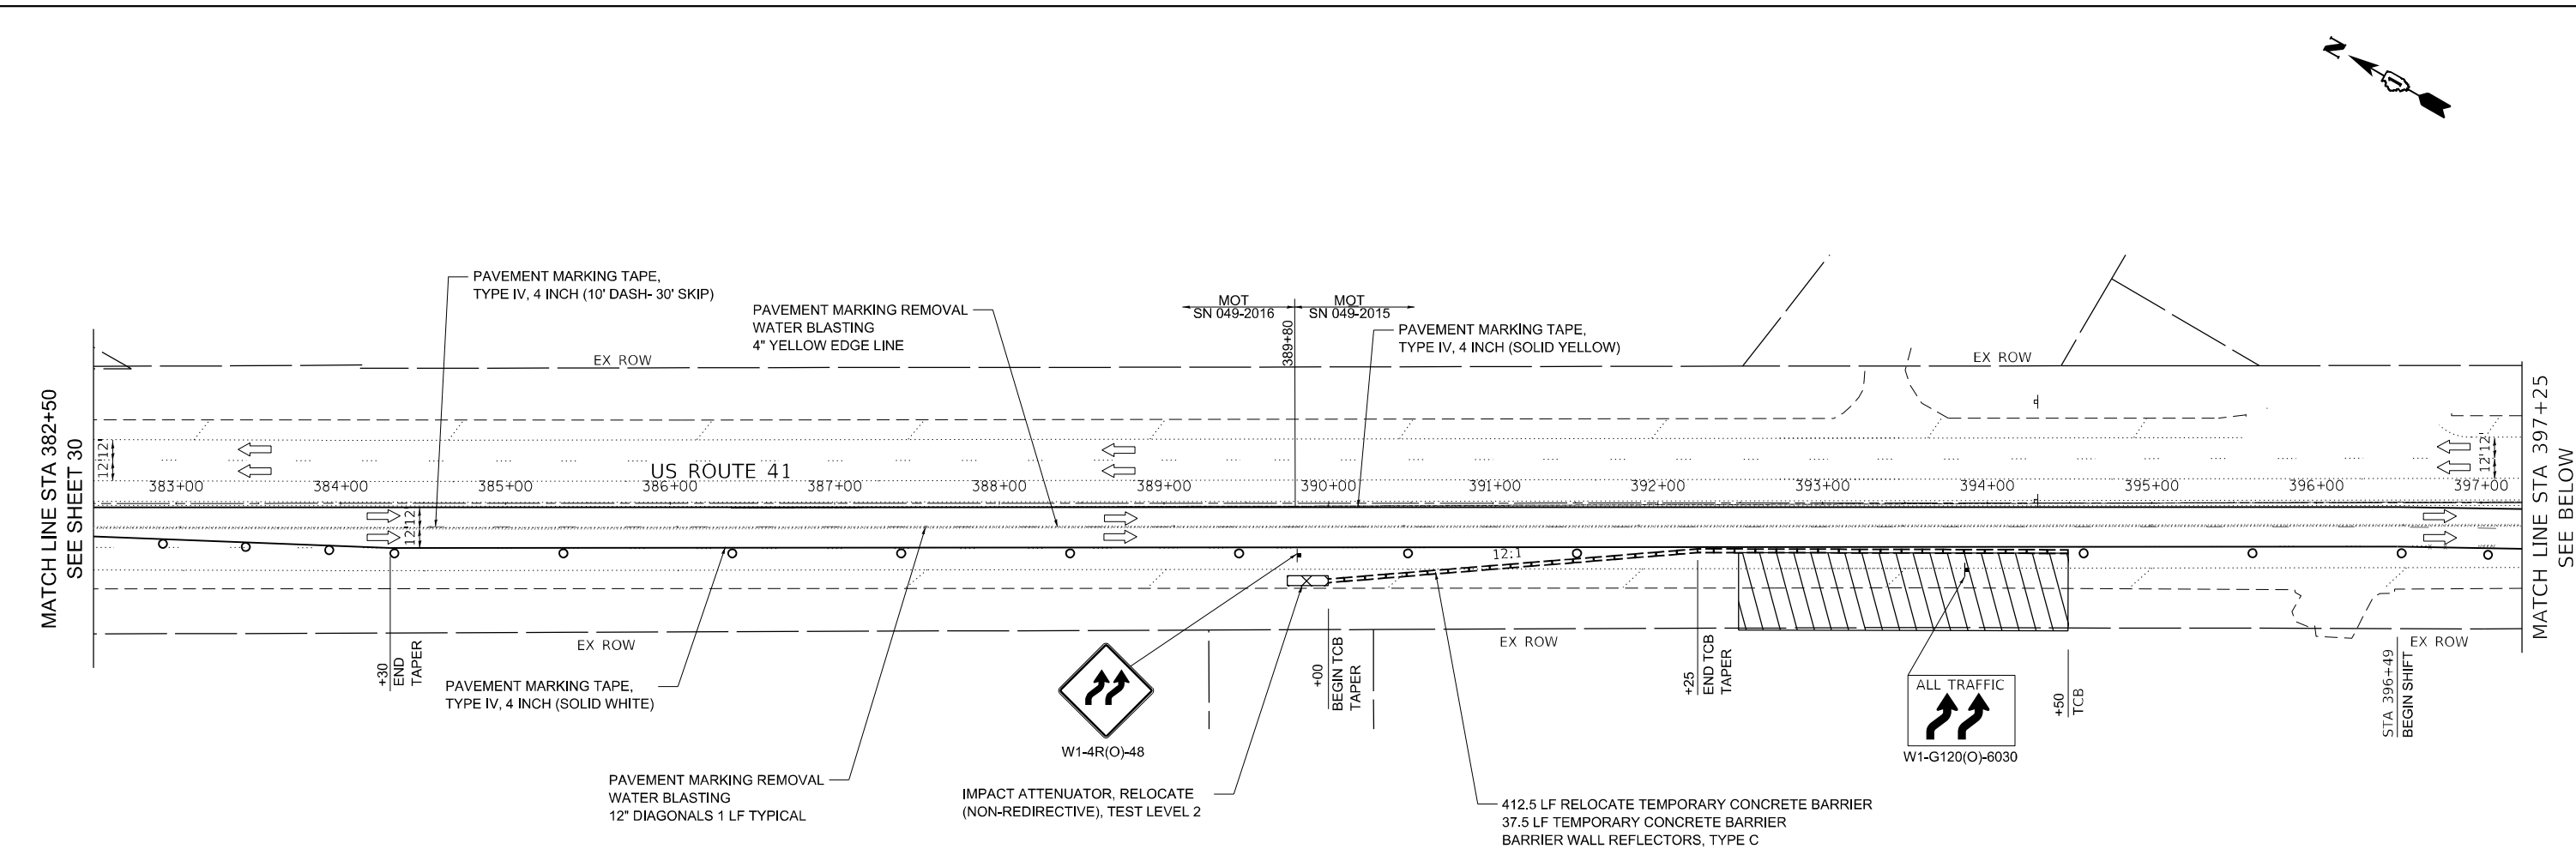 N
1
PAVEMENT MARKING TAPE,
TYPE IV, 4 INCH (10' DASH- 30' SKIP)
PAVEMENT MARKING REMOVAL
WATER BLASTING
4" YELLOW EDGE LINE
MOT
SN 049-2016
MOT
SN 049-2015
389+80
PAVEMENT MARKING TAPE,
TYPE IV, 4 INCH (SOLID YELLOW)
EX ROW
EX ROW
MATCH LINE STA 382+50
SEE SHEET 30
12'
12'
US ROUTE 41
12'
12'
383+00
384+00
385+00
386+00
387+00
388+00
389+00
390+00
391+00
392+00
393+00
394+00
395+00
396+00
397+00
12'
12'
12:1
MATCH LINE STA 397+25
SEE BELOW
EX ROW
EX ROW
EX ROW
+30
END
TAPER
+00
BEGIN TCB
TAPER
+25
END TCB
TAPER
+50
TCB
STA 396+49
BEGIN SHIFT
PAVEMENT MARKING TAPE,
TYPE IV, 4 INCH (SOLID WHITE)
W1-4R(O)-48
ALL TRAFFIC
W1-G120(O)-6030
PAVEMENT MARKING REMOVAL
WATER BLASTING
12" DIAGONALS 1 LF TYPICAL
IMPACT ATTENUATOR, RELOCATE
(NON-REDIRECTIVE), TEST LEVEL 2
412.5 LF RELOCATE TEMPORARY CONCRETE BARRIER
37.5 LF TEMPORARY CONCRETE BARRIER
BARRIER WALL REFLECTORS, TYPE C